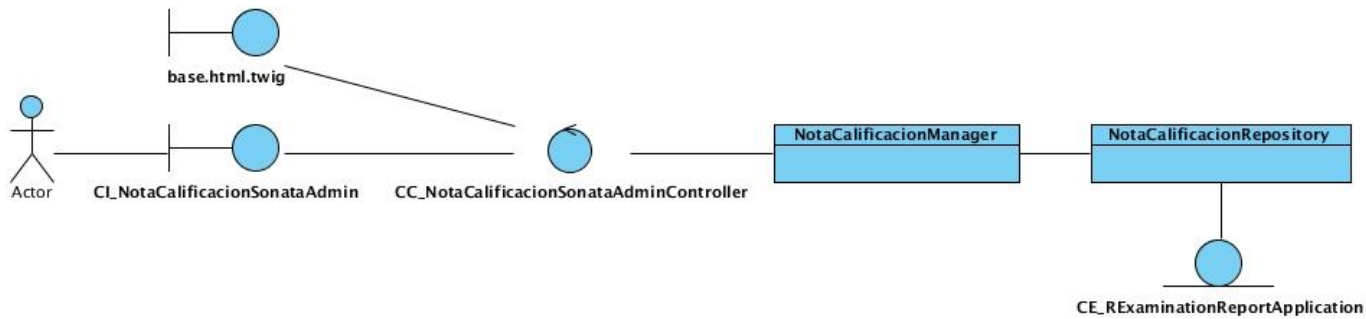 base.html.twig
NotaCalificacionManager
NotaCalificacionRepository
Actor
CI_NotaCalificacionSonataAdmin
CC_NotaCalificacionSonataAdminController
CE_RExaminationReportApplication